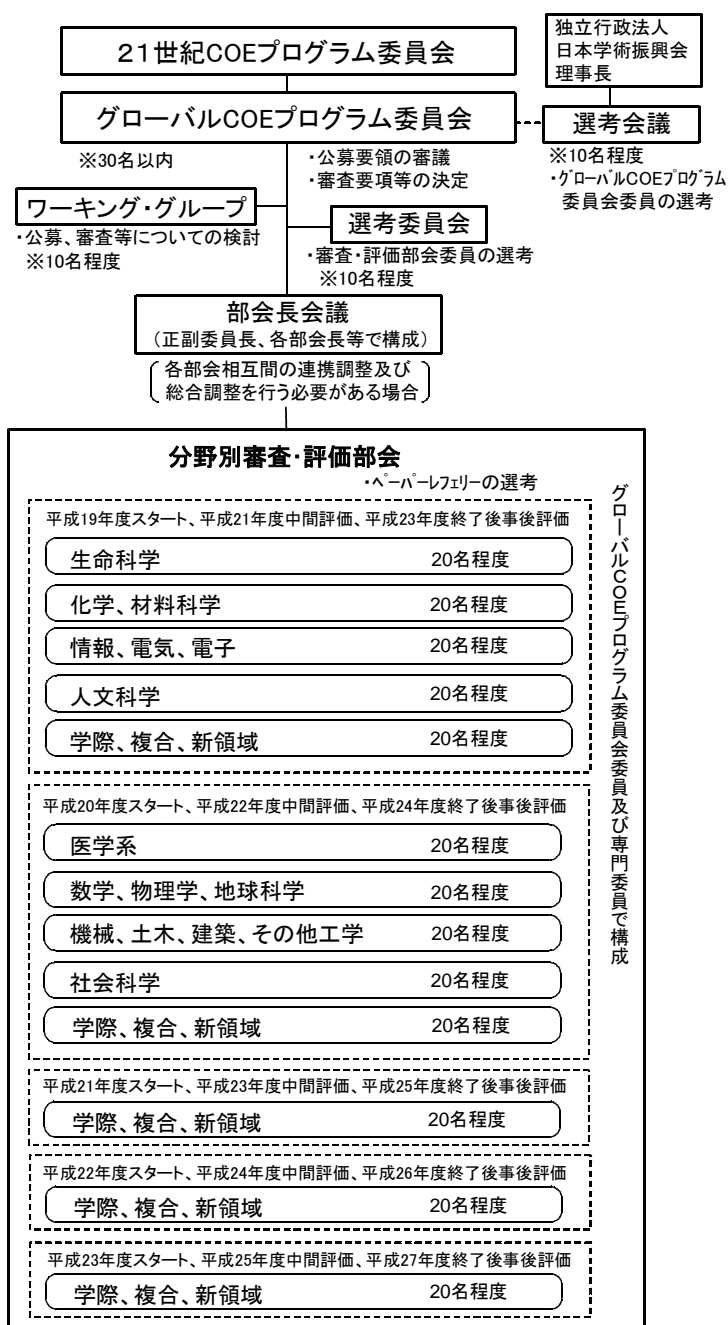 独立行政法人
日本学術振興会
理事長
21世紀COEプログラム委員会
グローバルCOEプログラム委員会
選考会議
※30名以内
・公募要領の審議
・審査要項等の決定
※10名程度
・グローバルCOEプログラム
委員会委員の選考
ワーキング・グループ
・公募、審査等についての検討
※10名程度
選考委員会
・審査・評価部会委員の選考
※10名程度
部会長会議
(正副委員長、各部会長等で構成)
各部会相互間の連携調整及び
総合調整を行う必要がある場合
分野別審査・評価部会
・ペーパーレフェリーの選考
グローバルCOEプログラム委員会委員及び専門委員で構成
平成19年度スタート、平成21年度中間評価、平成23年度終了後事後評価
生命科学 20名程度
化学、材料科学 20名程度
情報、電気、電子 20名程度
人文科学 20名程度
学際、複合、新領域 20名程度
平成20年度スタート、平成22年度中間評価、平成24年度終了後事後評価
医学系 20名程度
数学、物理学、地球科学 20名程度
機械、土木、建築、その他工学 20名程度
社会科学 20名程度
学際、複合、新領域 20名程度
平成21年度スタート、平成23年度中間評価、平成25年度終了後事後評価
学際、複合、新領域 20名程度
平成22年度スタート、平成24年度中間評価、平成26年度終了後事後評価
学際、複合、新領域 20名程度
平成23年度スタート、平成25年度中間評価、平成27年度終了後事後評価
学際、複合、新領域 20名程度